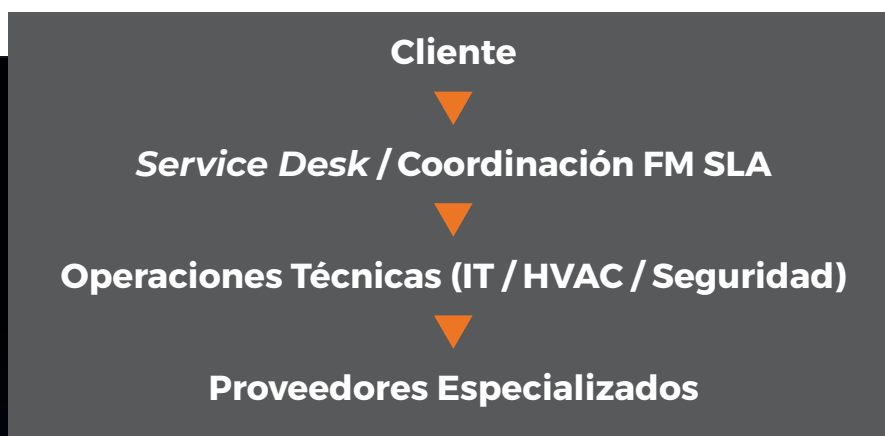 Cliente
Service Desk / Coordinación FM SLA
Operaciones Técnicas (IT / HVAC / Seguridad)
Proveedores Especializados